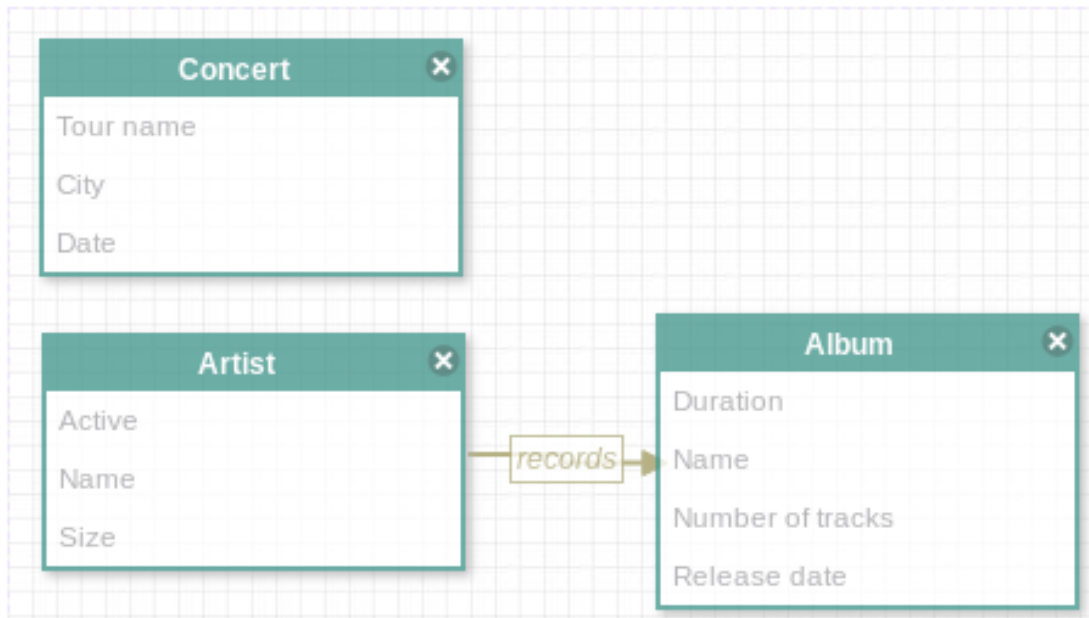 Concert
Tour name
City
Date
Artist
Active
Name
Size
records
Album
Duration
Name
Number of tracks
Release date